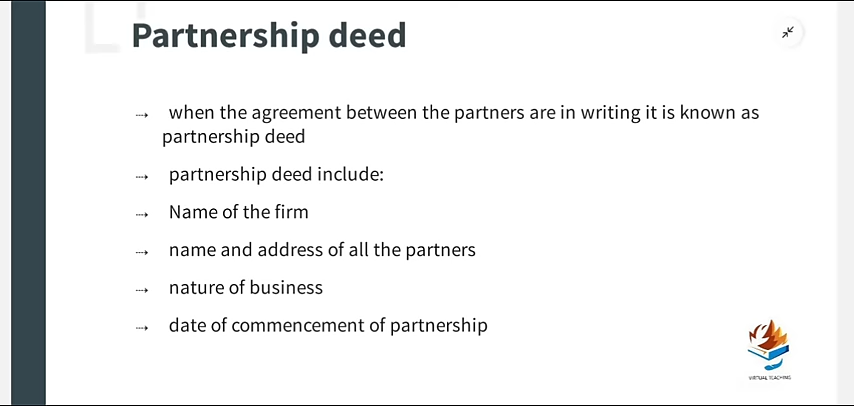 Partnership deed
when the agreement between the partners are in writing it is known as
partnership deed
partnership deed include:
Name of the firm
name and address of all the partners
nature of business
date of commencement of partnership
VIRTUAL TEACHING